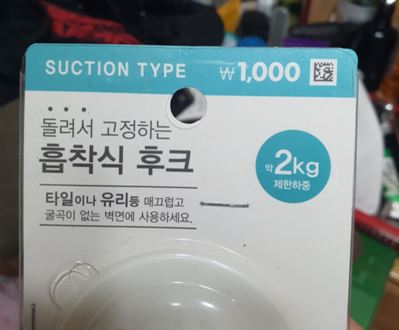 SUCTION TYPE ₩1,000
돌려서 고정하는
흡착식 후크
약 2kg
제한하중
타일이나 유리등 매끄럽고
굴곡이 없는 벽면에 사용하세요.